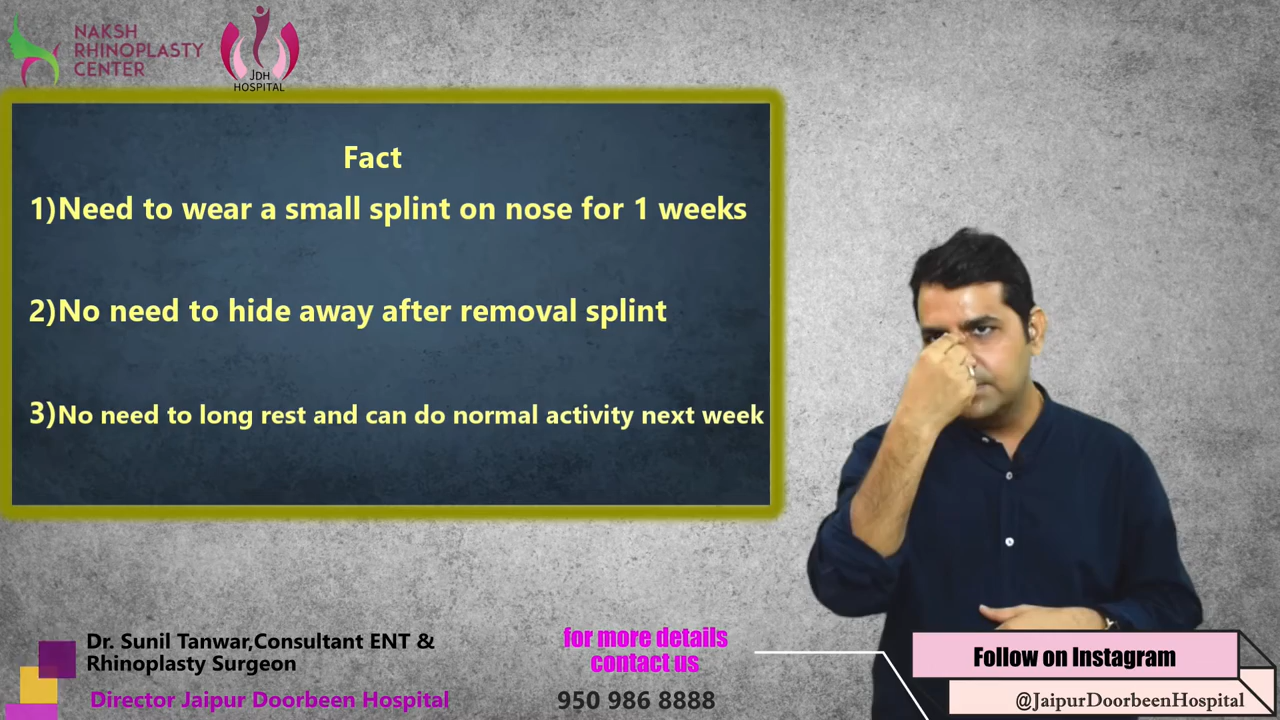 NAKSH
RHINOPLASTY
CENTER
JDH
HOSPITAL
Fact
1)Need to wear a small splint on nose for 1 weeks
2)No need to hide away after removal splint
3)No need to long rest and can do normal activity next week
Dr. Sunil Tanwar,Consultant ENT &
Rhinoplasty Surgeon
Director Jaipur Doorbeen Hospital
for more details
contact us
950 986 8888
Follow on Instagram
@JaipurDoorbeenHospital